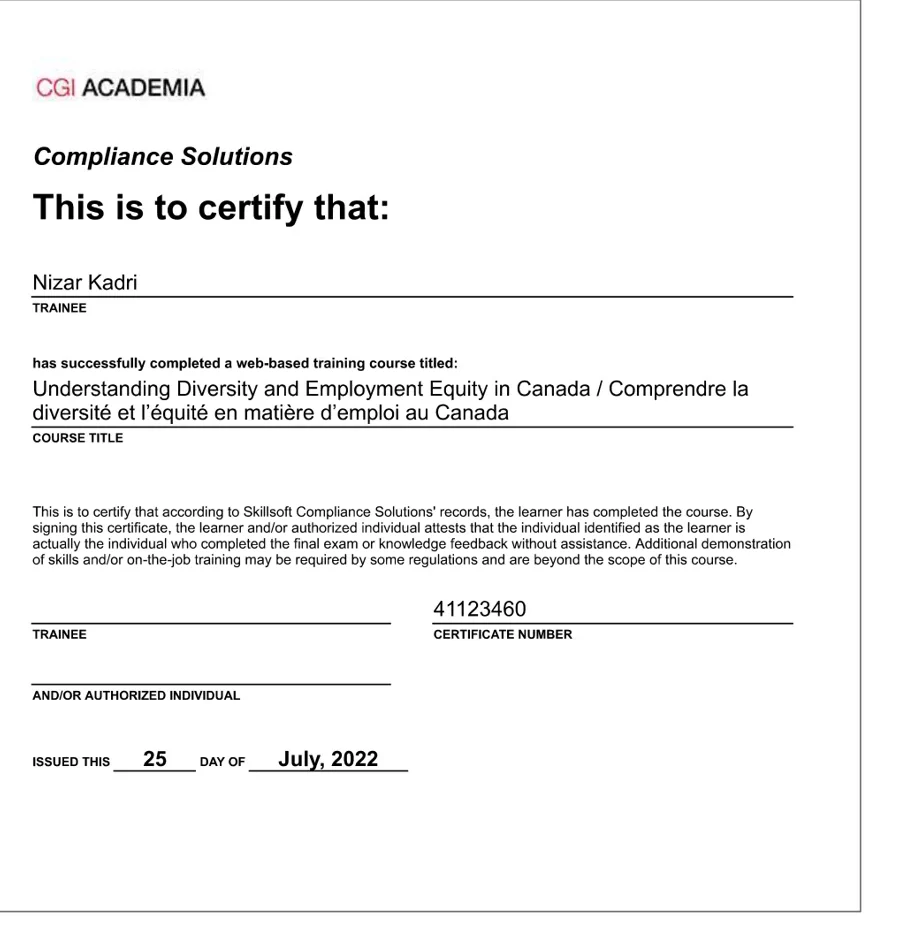 CGI ACADEMIA
Compliance Solutions
This is to certify that:
Nizar Kadri
TRAINEE
has successfully completed a web-based training course titled:
Understanding Diversity and Employment Equity in Canada / Comprendre la
diversité et l’équité en matière d’emploi au Canada
COURSE TITLE
This is to certify that according to Skillsoft Compliance Solutions' records, the learner has completed the course. By
signing this certificate, the learner and/or authorized individual attests that the individual identified as the learner is
actually the individual who completed the final exam or knowledge feedback without assistance. Additional demonstration
of skills and/or on-the-job training may be required by some regulations and are beyond the scope of this course.
41123460
TRAINEE CERTIFICATE NUMBER
AND/OR AUTHORIZED INDIVIDUAL
ISSUED THIS 25 DAY OF July, 2022